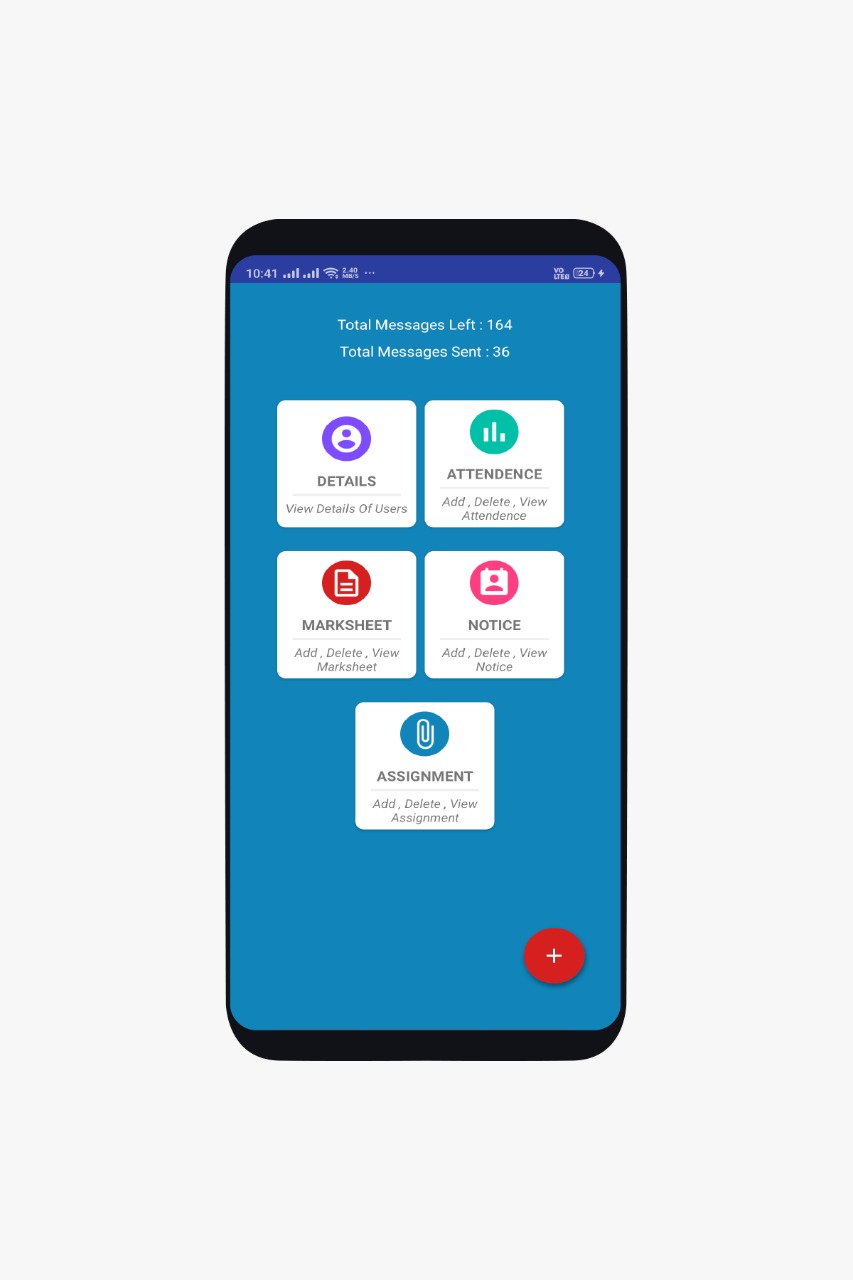 10:41 2.40 MB/S ... VO LTE 24
Total Messages Left : 164
Total Messages Sent : 36
DETAILS
View Details Of Users
ATTENDENCE
Add , Delete , View
Attendence
MARKSHEET
Add , Delete , View
Marksheet
NOTICE
Add , Delete , View
Notice
ASSIGNMENT
Add , Delete , View
Assignment
+